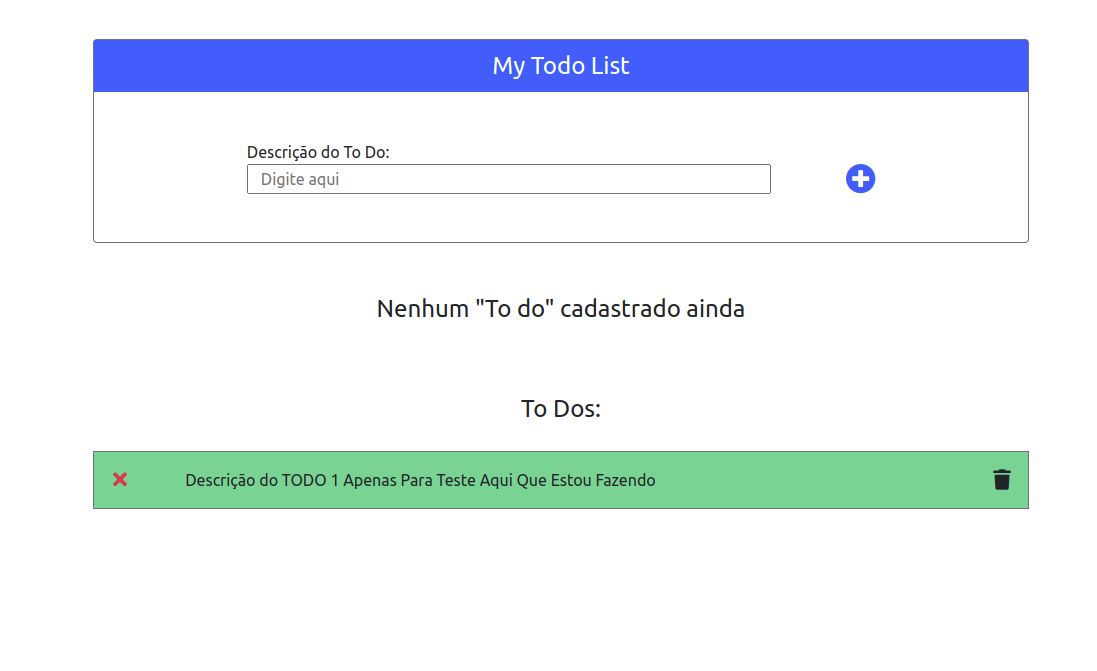 My Todo List
Descrição do To Do:
Digite aqui
Nenhum "To do" cadastrado ainda
To Dos:
Descrição do TODO 1 Apenas Para Teste Aqui Que Estou Fazendo